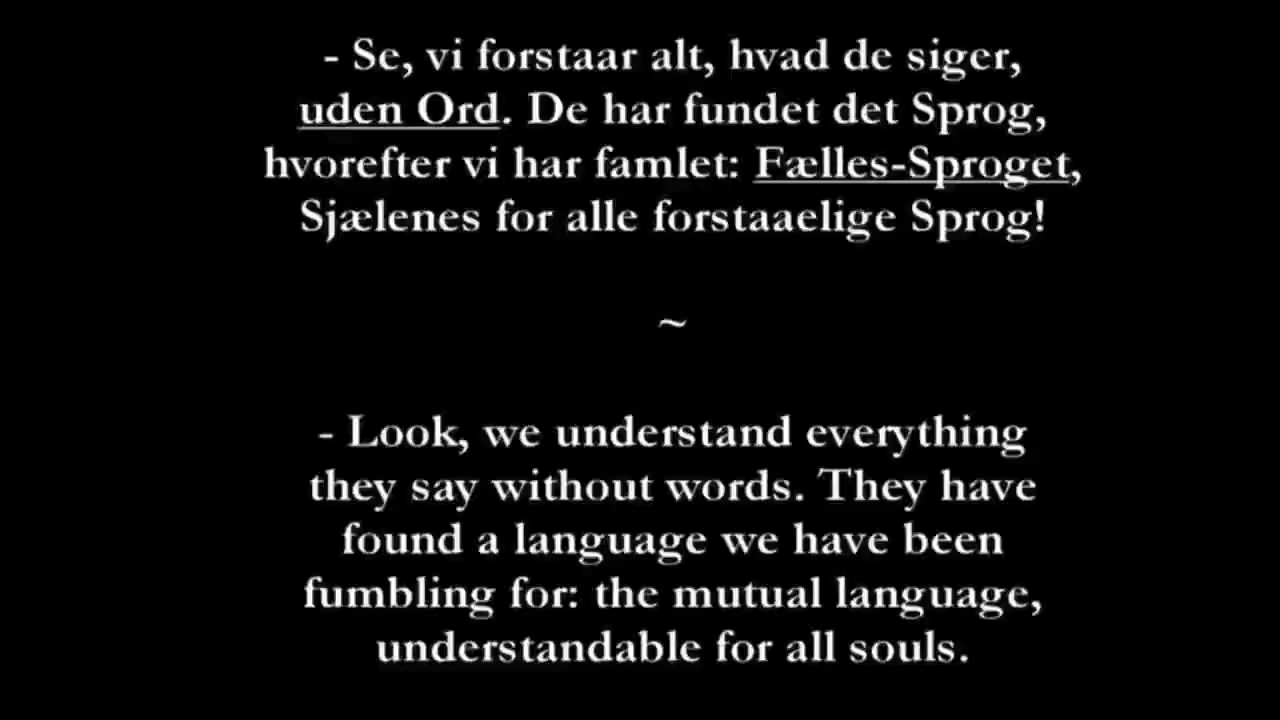 - Se, vi forstaar alt, hvad de siger,
uden Ord. De har fundet det Sprog,
hvorefter vi har famlet: Fælles-Sproget,
Sjælenes for alle forstaaelige Sprog!
~
- Look, we understand everything
they say without words. They have
found a language we have been
fumbling for: the mutual language,
understandable for all souls.